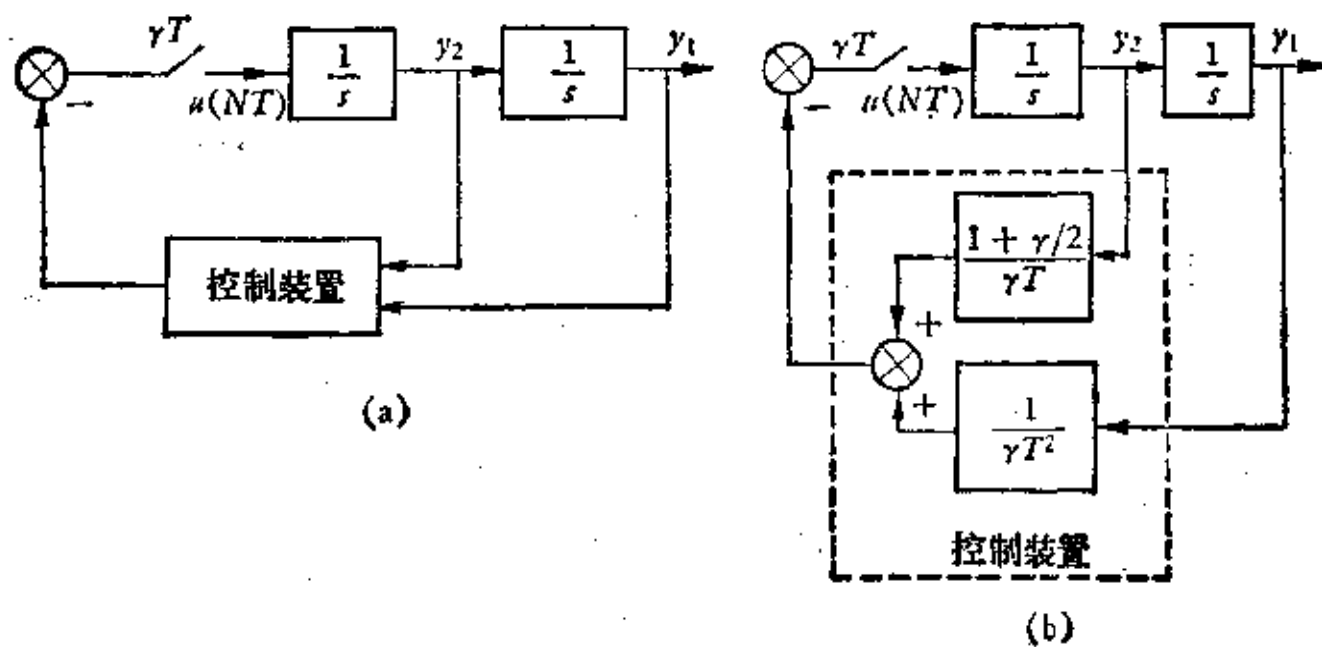 γT
u(NT)
1/s
y₂
1/s
y₁
控制装置
(a)
γT
u(NT)
1/s
y₂
1/s
y₁
(1 + γ/2)/(γT)
+
+
1/(γT²)
控制装置
(b)